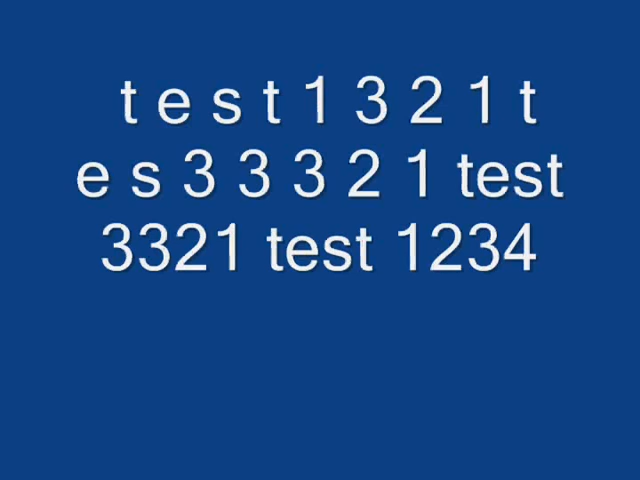 t e s t 1 3 2 1 t
e s 3 3 3 2 1 test
3321 test 1234